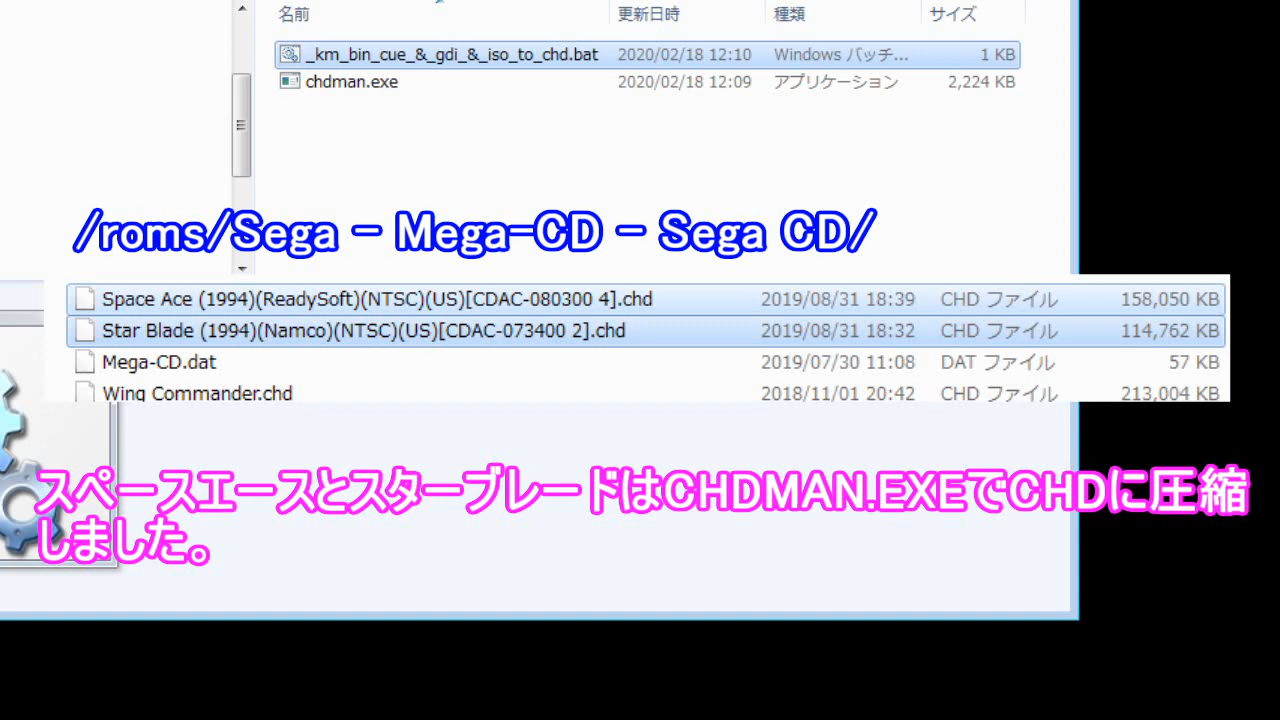 名前 更新日時 種類 サイズ
_km_bin_cue_&_gdi_&_iso_to_chd.bat 2020/02/18 12:10 Windows バッチ... 1 KB
chdman.exe 2020/02/18 12:09 アプリケーション 2,224 KB
/roms/Sega - Mega-CD - Sega CD/
Space Ace (1994)(ReadySoft)(NTSC)(US)[CDAC-080300 4].chd 2019/08/31 18:39 CHD ファイル 158,050 KB
Star Blade (1994)(Namco)(NTSC)(US)[CDAC-073400 2].chd 2019/08/31 18:32 CHD ファイル 114,762 KB
Mega-CD.dat 2019/07/30 11:08 DAT ファイル 57 KB
Wing Commander.chd 2018/11/01 20:42 CHD ファイル 213,004 KB
スペースエースとスターブレードはCHDMAN.EXEでCHDに圧縮
しました。